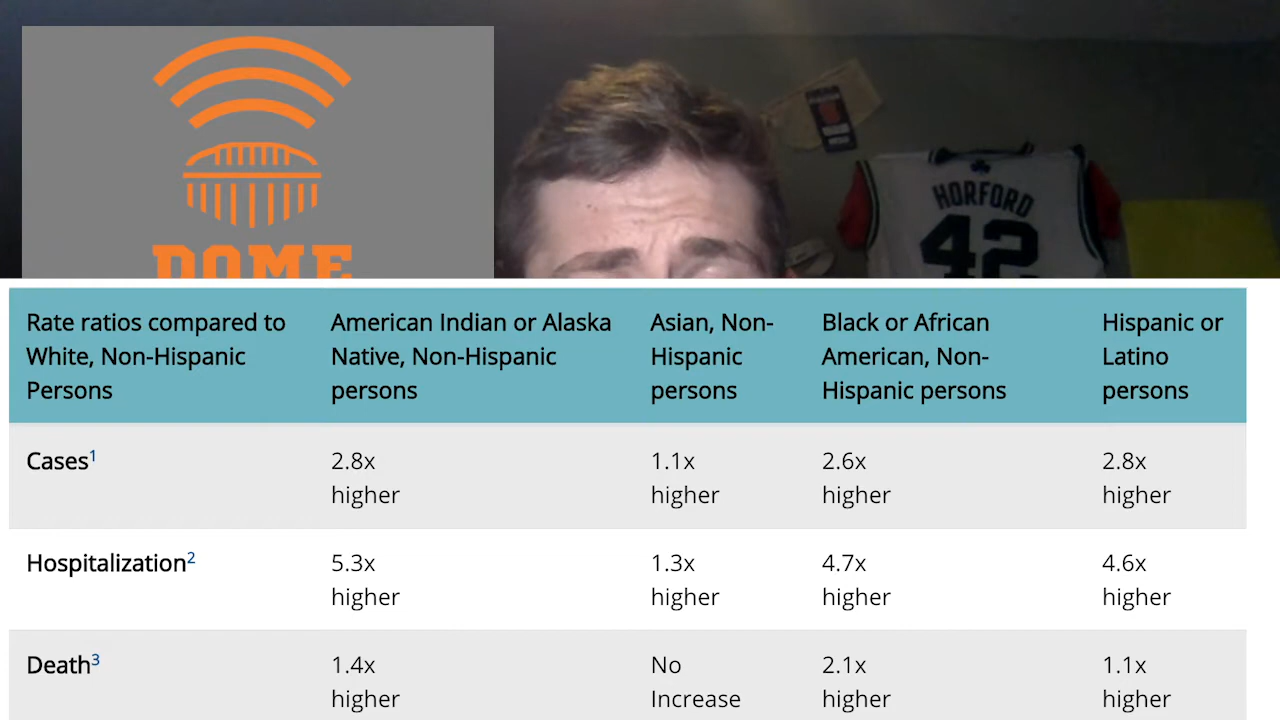 DOME
HORFORD
42
Rate ratios compared to
White, Non-Hispanic
Persons
American Indian or Alaska
Native, Non-Hispanic
persons
Asian, Non-
Hispanic
persons
Black or African
American, Non-
Hispanic persons
Hispanic or
Latino
persons
Cases1
2.8x
higher
1.1x
higher
2.6x
higher
2.8x
higher
Hospitalization2
5.3x
higher
1.3x
higher
4.7x
higher
4.6x
higher
Death3
1.4x
higher
No
Increase
2.1x
higher
1.1x
higher